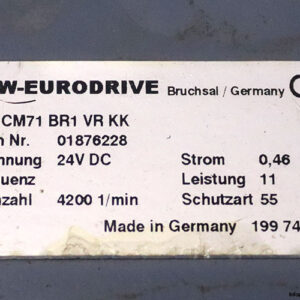 W-EURODRIVE Bruchsal / Germany
CM71 BR1 VR KK
Nr. 01876228
nnung 24V DC Strom 0,46
uenz Leistung 11
nzahl 4200 1/min Schutzart 55
Made in Germany 199 74